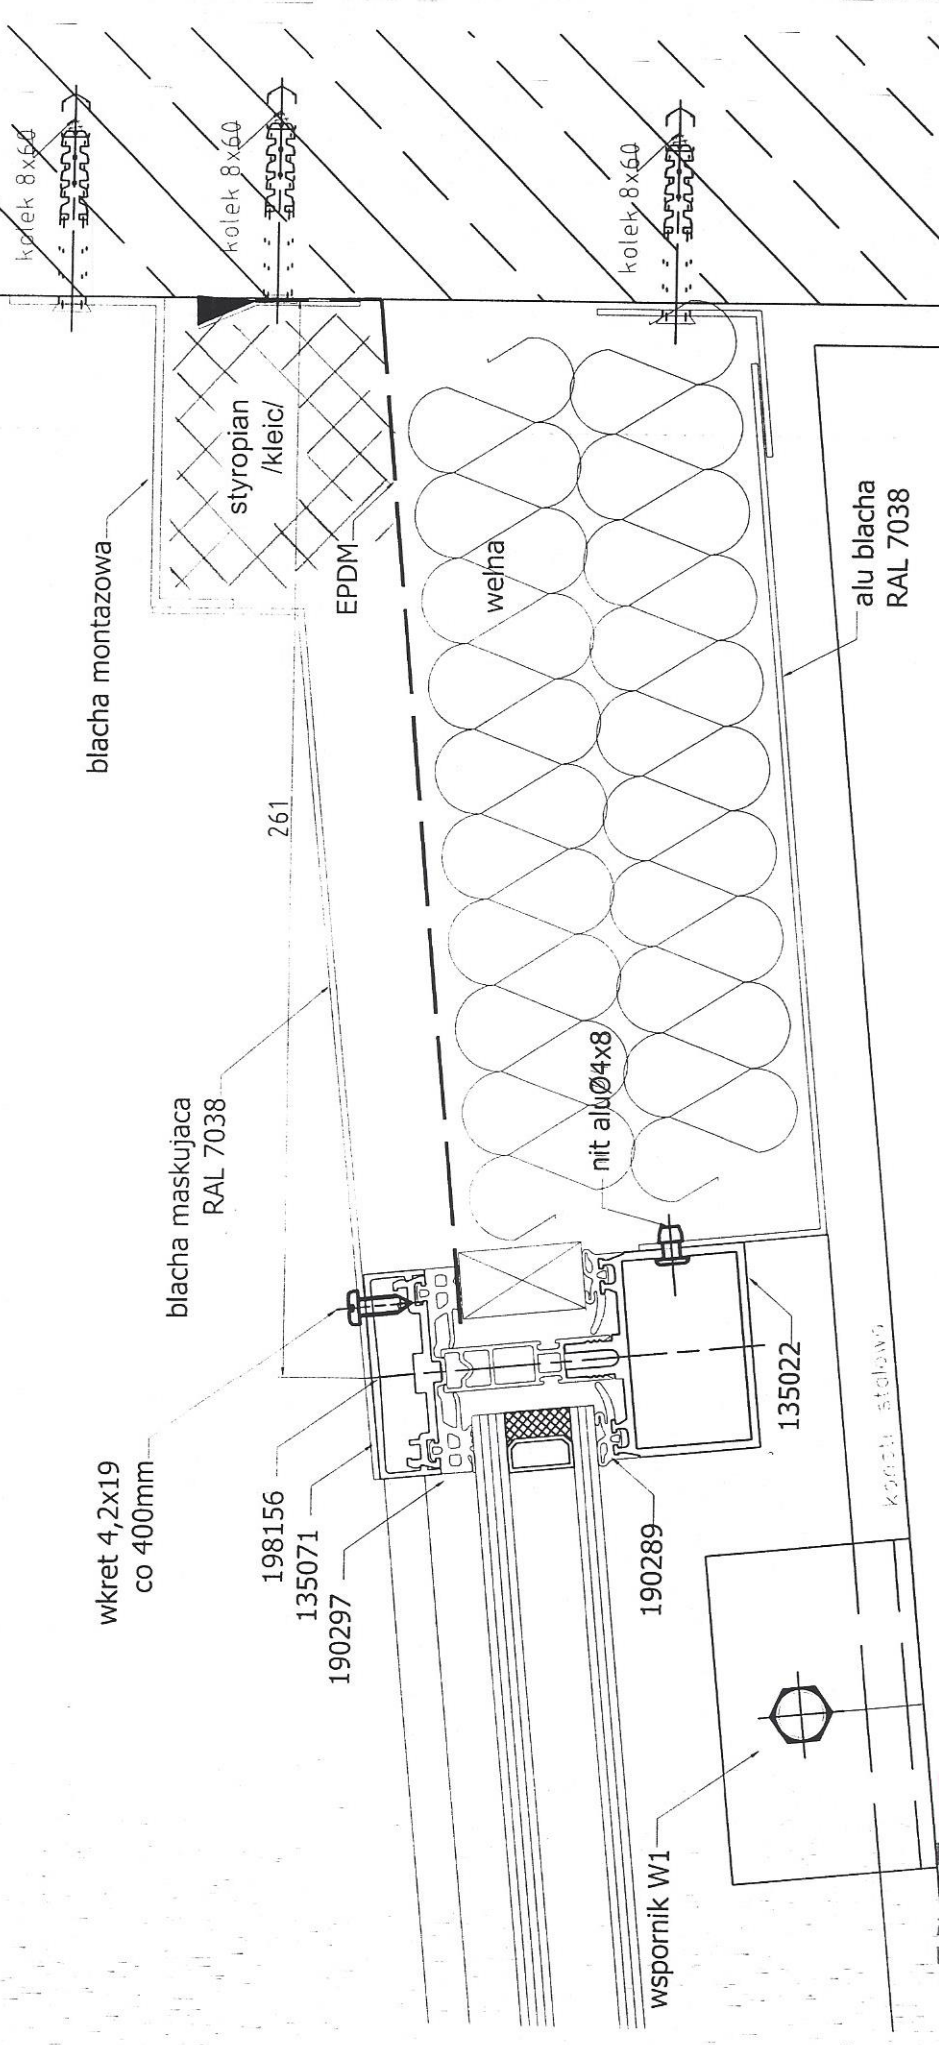 kolek 8x60
kolek 8x60
kolek 8x60
styropian
/kleic/
blacha montazowa
EPDM
wełna
alu blacha
RAL 7038
261
blacha maskujaca
RAL 7038
nit aluØ4x8
wkret 4,2x19
co 400mm
198156
135071
190297
135022
190289
wspornik W1